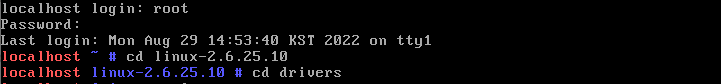 localhost login: root
Password:
Last login: Mon Aug 29 14:53:40 KST 2022 on tty1
localhost ~ # cd linux-2.6.25.10
localhost linux-2.6.25.10 # cd drivers